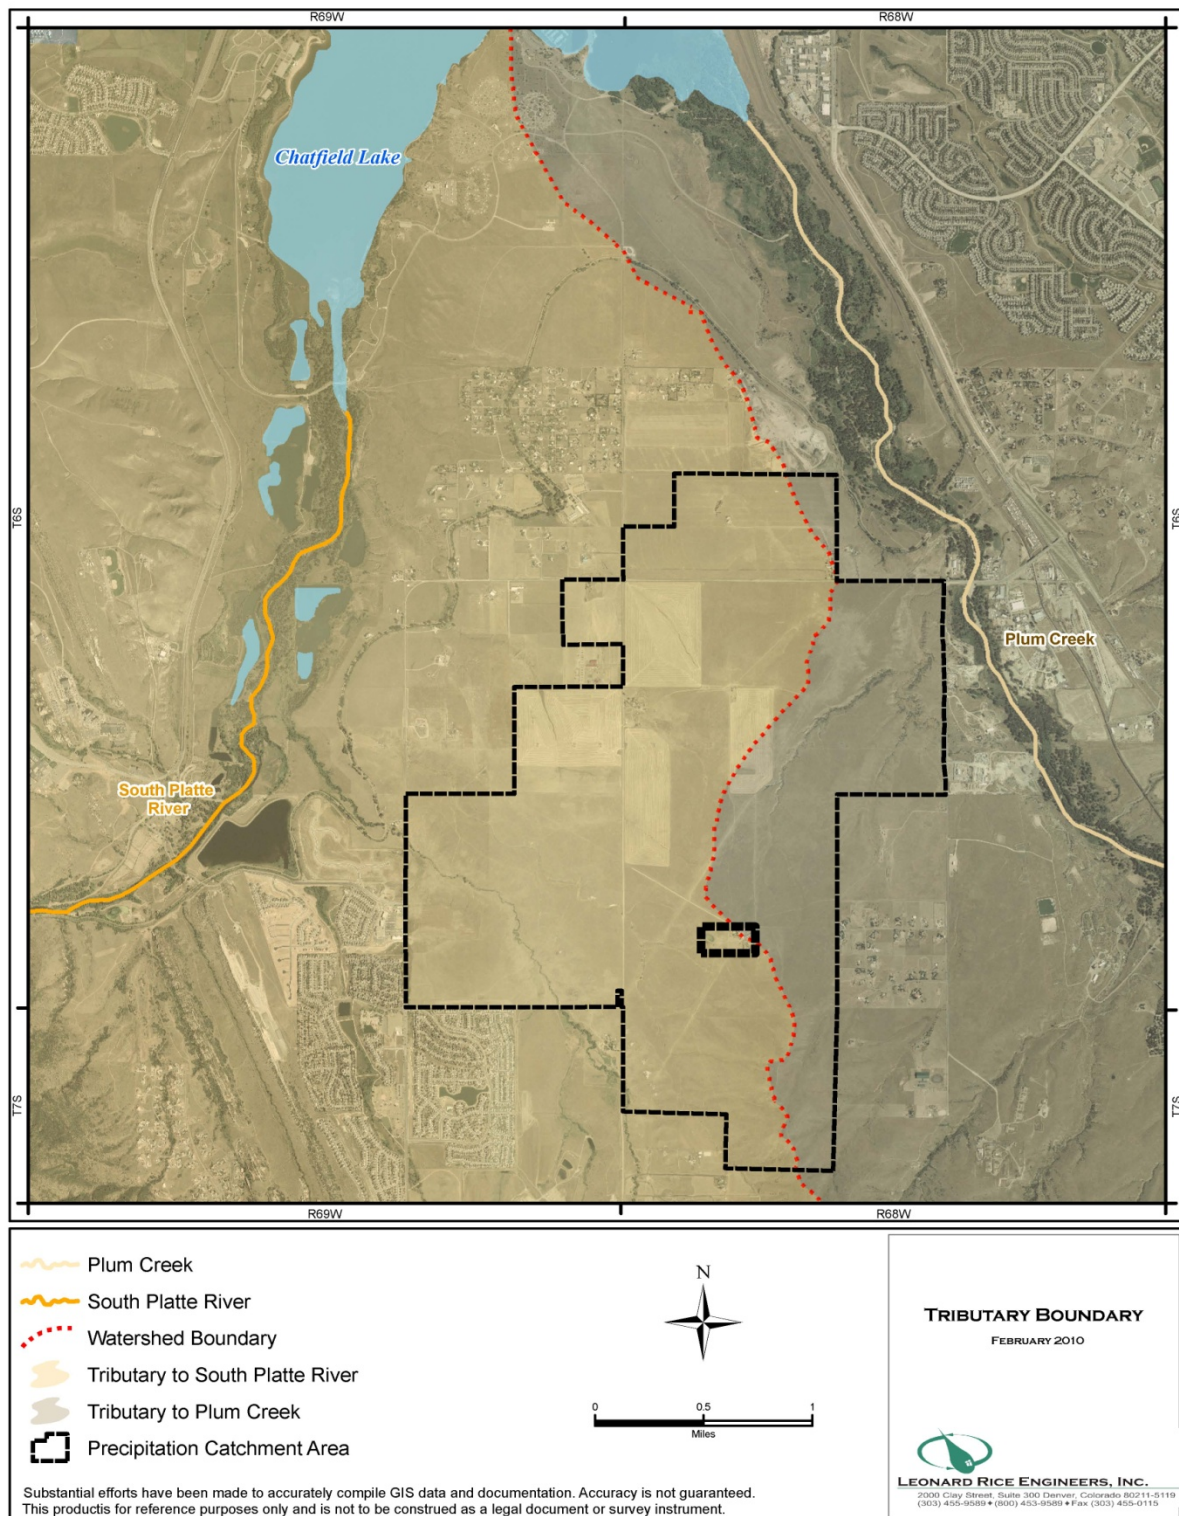 R69W
R68W
Chatfield Lake
T6S
T6S
Plum Creek
South Platte
River
T7S
T7S
R69W
R68W
Plum Creek
South Platte River
Watershed Boundary
Tributary to South Platte River
Tributary to Plum Creek
Precipitation Catchment Area
N
0 0.5 1
Miles
TRIBUTARY BOUNDARY
FEBRUARY 2010
LEONARD RICE ENGINEERS, INC.
2000 Clay Street, Suite 300 Denver, Colorado 80211-5119
(303) 455-9589 ♦ (800) 453-9589 ♦ Fax (303) 455-0115
Substantial efforts have been made to accurately compile GIS data and documentation. Accuracy is not guaranteed.
This productis for reference purposes only and is not to be construed as a legal document or survey instrument.